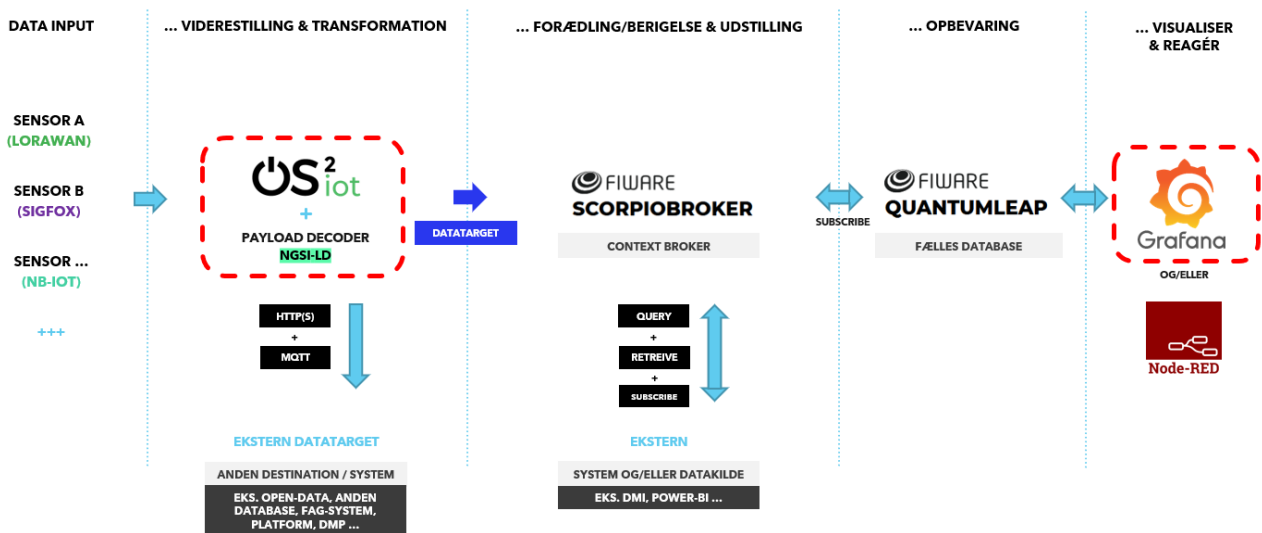 DATA INPUT
... VIDERESTILLING & TRANSFORMATION
... FORÆDLING/BERIGELSE & UDSTILLING
... OPBEVARING
... VISUALISER
& REAGÉR
SENSOR A
(LORAWAN)
SENSOR B
(SIGFOX)
SENSOR ...
(NB-IOT)
+++
OS2iot
+
PAYLOAD DECODER
NGSI-LD
DATATARGET
HTTP(S)
+
MQTT
EKSTERN DATATARGET
ANDEN DESTINATION / SYSTEM
EKS. OPEN-DATA, ANDEN
DATABASE, FAG-SYSTEM,
PLATFORM, DMP ...
FIWARE
SCORPIOBROKER
CONTEXT BROKER
QUERY
+
RETREIVE
+
SUBSCRIBE
EKSTERN
SYSTEM OG/ELLER DATAKILDE
EKS. DMI, POWER-BI ...
SUBSCRIBE
FIWARE
QUANTUMLEAP
FÆLLES DATABASE
Grafana
OG/ELLER
Node-RED